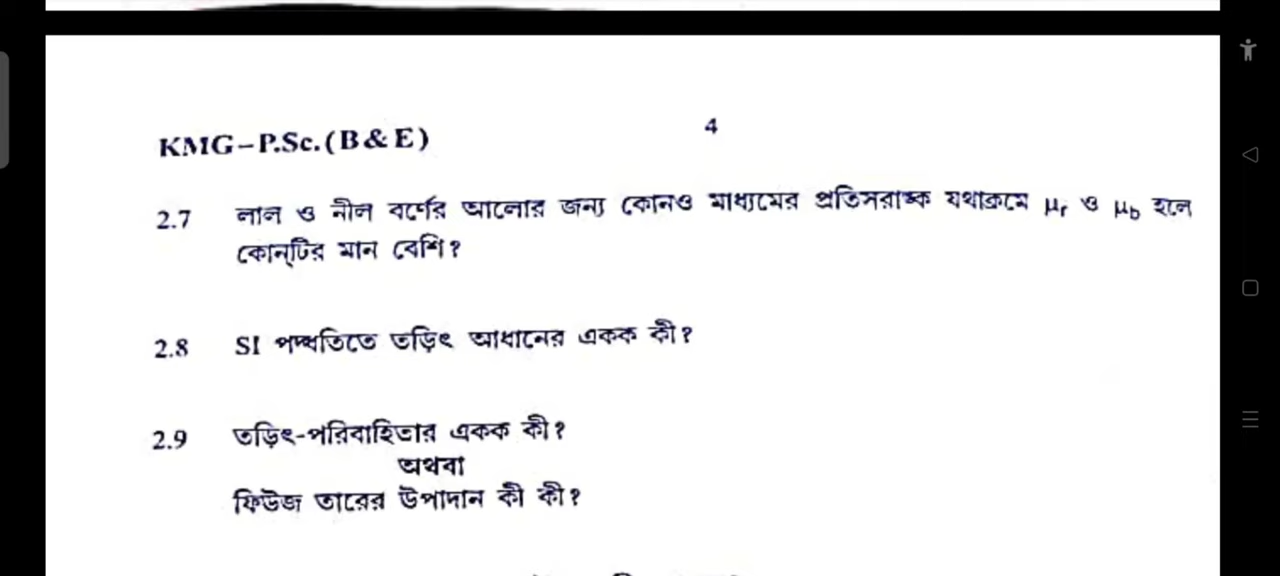 KMG-P.Sc.(B&E)
4
2.7 লাল ও নীল বর্ণের আলোর জন্য কোনও মাধ্যমের প্রতিসরাঙ্ক যথাক্রমে μr ও μb হলে
কোন্‌টির মান বেশি?
2.8 SI পদ্ধতিতে তড়িৎ আধানের একক কী?
2.9 তড়িৎ-পরিবাহিতার একক কী?
অথবা
ফিউজ তারের উপাদান কী কী?